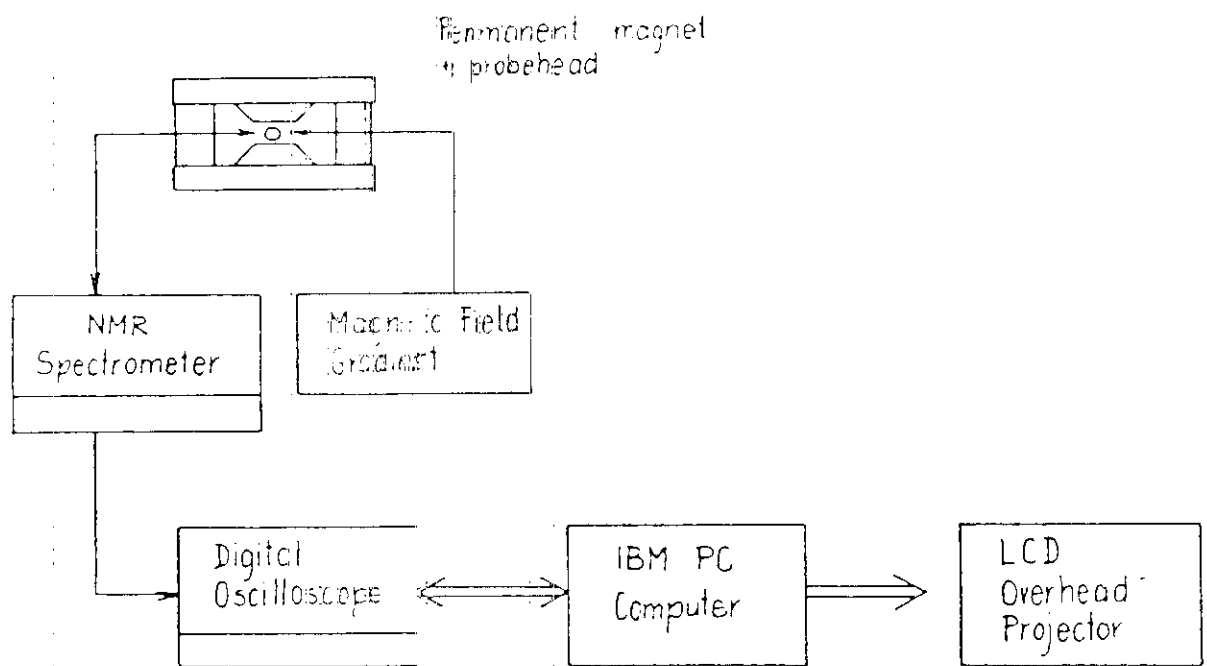 Permanent magnet
probehead
NMR
Spectrometer
Magnetic Field
Gradient
Digital
Oscilloscope
IBM PC
Computer
LCD
Overhead
Projector